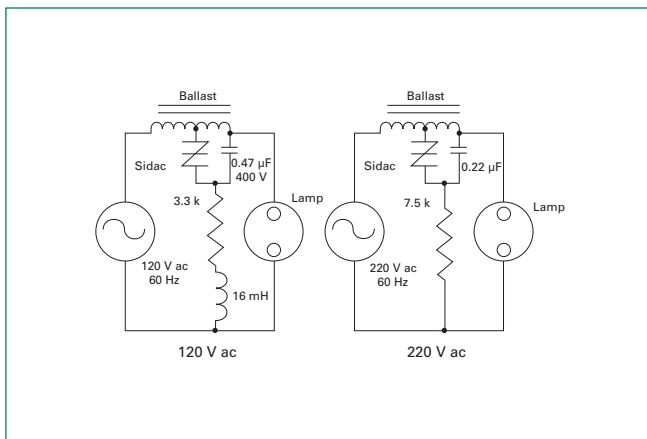 Ballast
Sidac
0.47 µF
400 V
3.3 k
Lamp
120 V ac
60 Hz
16 mH
120 V ac
Ballast
Sidac
0.22 µF
7.5 k
Lamp
220 V ac
60 Hz
220 V ac